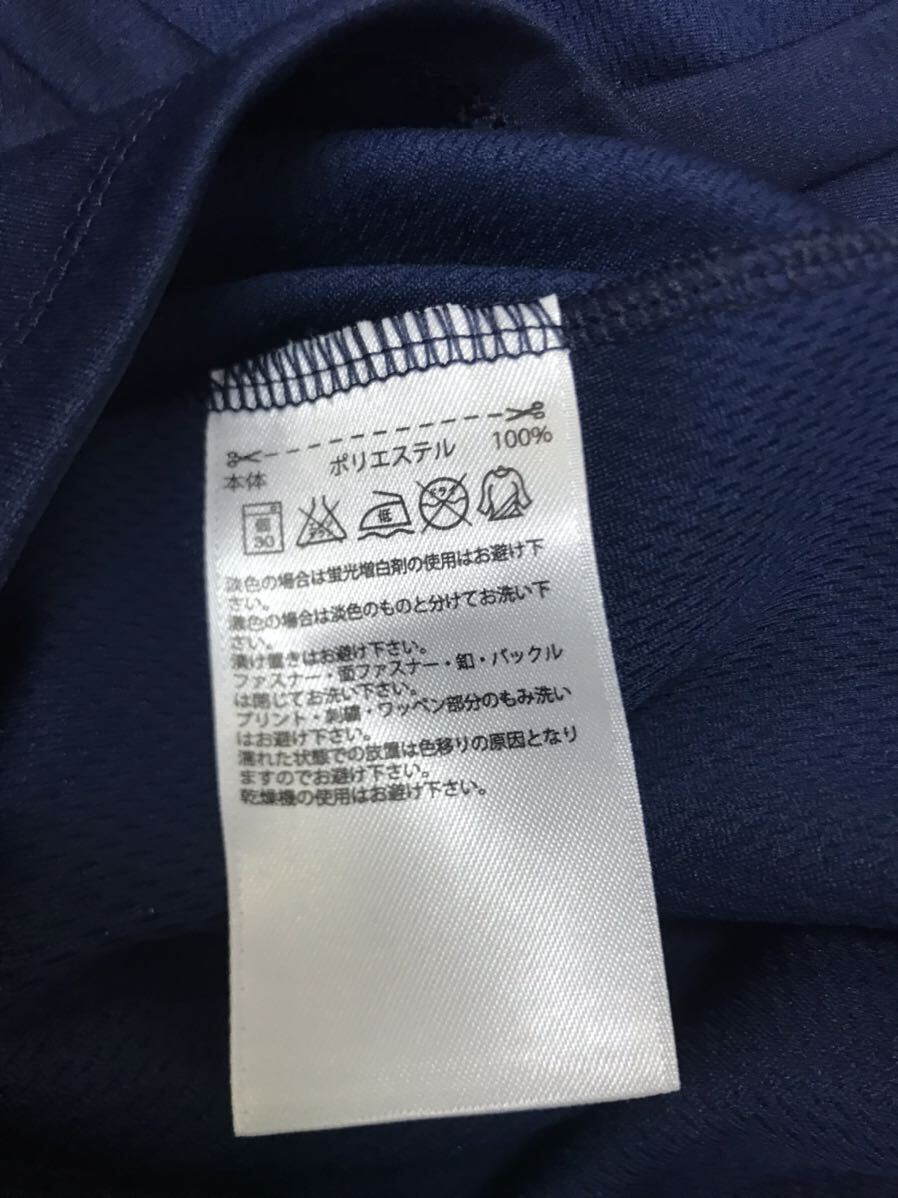 本体 ポリエステル 100%
30 低 ドライ
淡色の場合は蛍光増白剤の使用はお避け下
さい。
濃色の場合は淡色のものと分けてお洗い下
さい。
漬け置きはお避け下さい。
ファスナー・面ファスナー・釦・バックル
は閉じてお洗い下さい。
プリント・刺繍・ワッペン部分のもみ洗い
はお避け下さい。
濡れた状態での放置は色移りの原因となり
ますのでお避け下さい。
乾燥機の使用はお避け下さい。